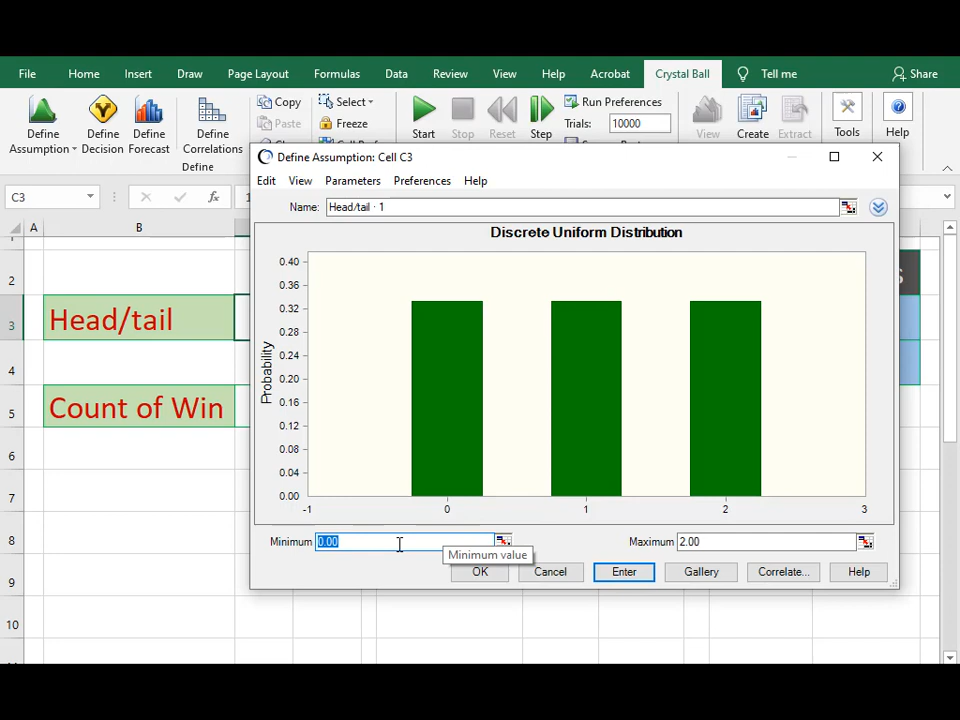 File Home Insert Draw Page Layout Formulas Data Review View Help Acrobat Crystal Ball Tell me Share
Define Assumption
Define Decision
Define Forecast
Define Correlations
Copy
Paste
Select
Freeze
Start
Stop
Reset
Step
Run Preferences
Trials: 10000
View
Create
Extract
Tools
Help
Define
Define Assumption: Cell C3
C3
fx
Edit View Parameters Preferences Help
Name: Head/tail · 1
A B
1
2
3
4
5
6
7
8
9
10
Head/tail
Count of Win
Discrete Uniform Distribution
Probability
0.40
0.36
0.32
0.28
0.24
0.20
0.16
0.12
0.08
0.04
0.00
-1 0 1 2 3
Minimum 0.00
Maximum 2.00
Minimum value
OK Cancel Enter Gallery Correlate... Help